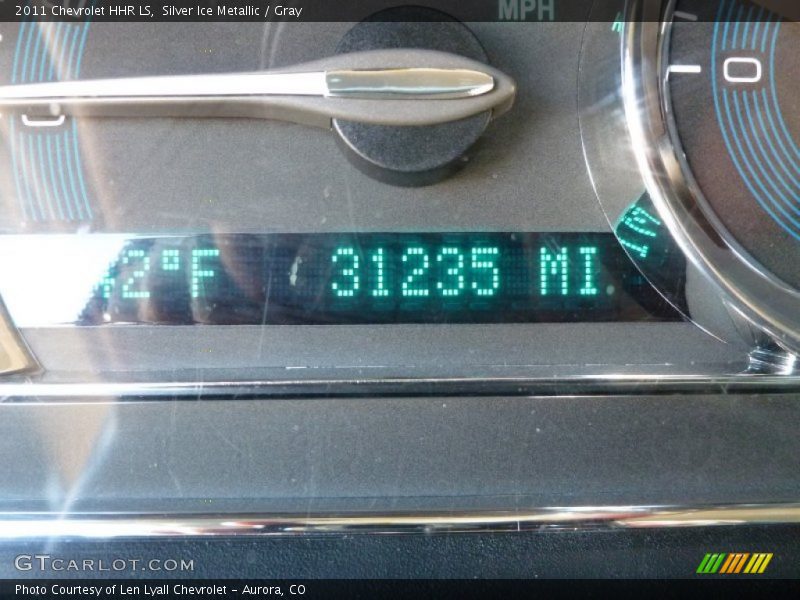 2011 Chevrolet HHR LS, Silver Ice Metallic / Gray
MPH
0
2°F 31235 MI
GTCARLOT.COM
Photo Courtesy of Len Lyall Chevrolet – Aurora, CO